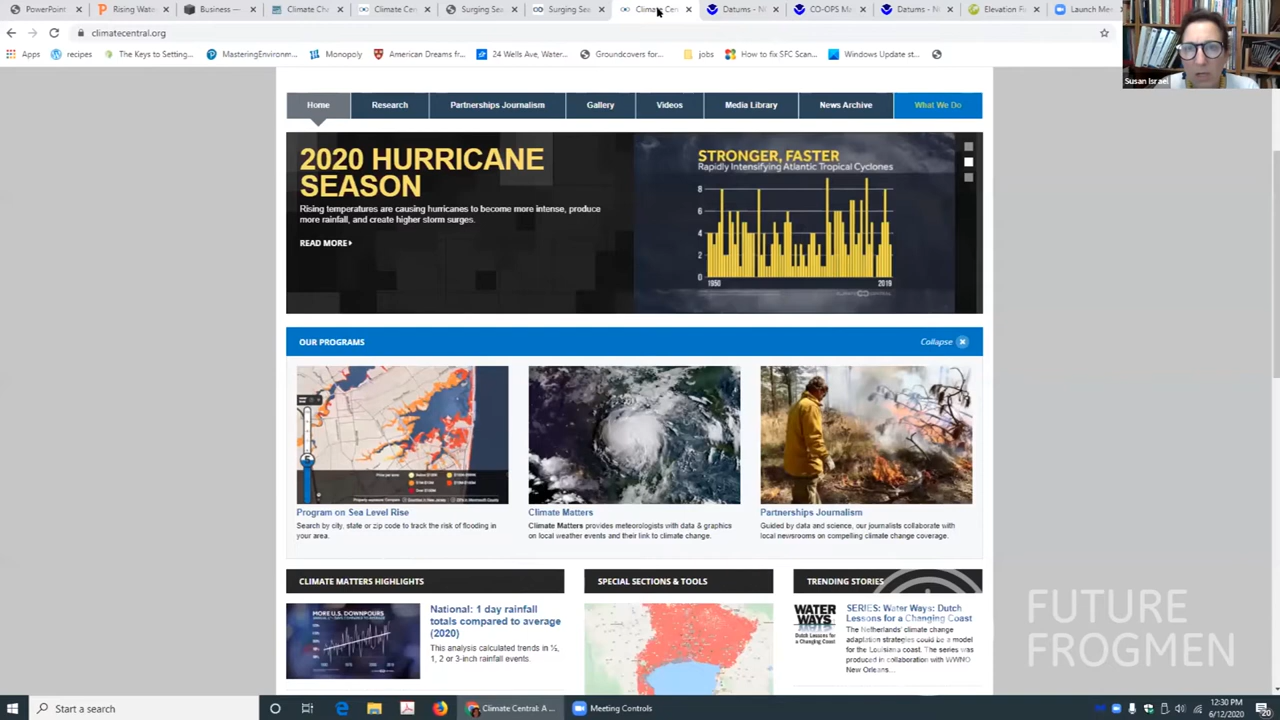 PowerPoint
Rising Wate
Business —
Climate Cha
Climate Cen
Surging Sea
Surging Sea
Climate Cen
Datums - NO
CO-OPS Ma
Datums - NO
Elevation F
Launch Mee
climatecentral.org
Apps
recipes
The Keys to Setting...
MasteringEnvironm...
Monopoly
American Dreams fr...
24 Wells Ave, Water...
Groundcovers for...
jobs
How to fix SFC Scan...
Windows Update st...
Susan Israel
Home
Research
Partnerships Journalism
Gallery
Videos
Media Library
News Archive
What We Do
2020 HURRICANE
SEASON
Rising temperatures are causing hurricanes to become more intense, produce
more rainfall, and create higher storm surges.
READ MORE
STRONGER, FASTER
Rapidly Intensifying Atlantic Tropical Cyclones
8
6
4
2
0
1950
2019
OUR PROGRAMS
Collapse
Program on Sea Level Rise
Search by city, state or zip code to track the risk of flooding in
your area.
Climate Matters
Climate Matters provides meteorologists with data & graphics
on local weather events and their link to climate change.
Partnerships Journalism
Guided by data and science, our journalists collaborate with
local newsrooms on compelling climate change coverage.
CLIMATE MATTERS HIGHLIGHTS
MORE U.S. DOWNPOURS
National: 1 day rainfall
totals compared to average
(2020)
This analysis calculated trends in ½,
1, 2 or 3-inch rainfall events.
SPECIAL SECTIONS & TOOLS
TRENDING STORIES
WATER
WAYS:
Dutch Lessons for
a Changing Coast
SERIES: Water Ways: Dutch
Lessons for a Changing Coast
The Netherlands' climate change
adaptation strategies could be a model
for the Louisiana coast. The series was
produced in collaboration with WWNO
New Orleans...
FUTURE
FROGMEN
Start a search
Climate Central: A ...
Meeting Controls
12:30 PM
6/12/2020
20